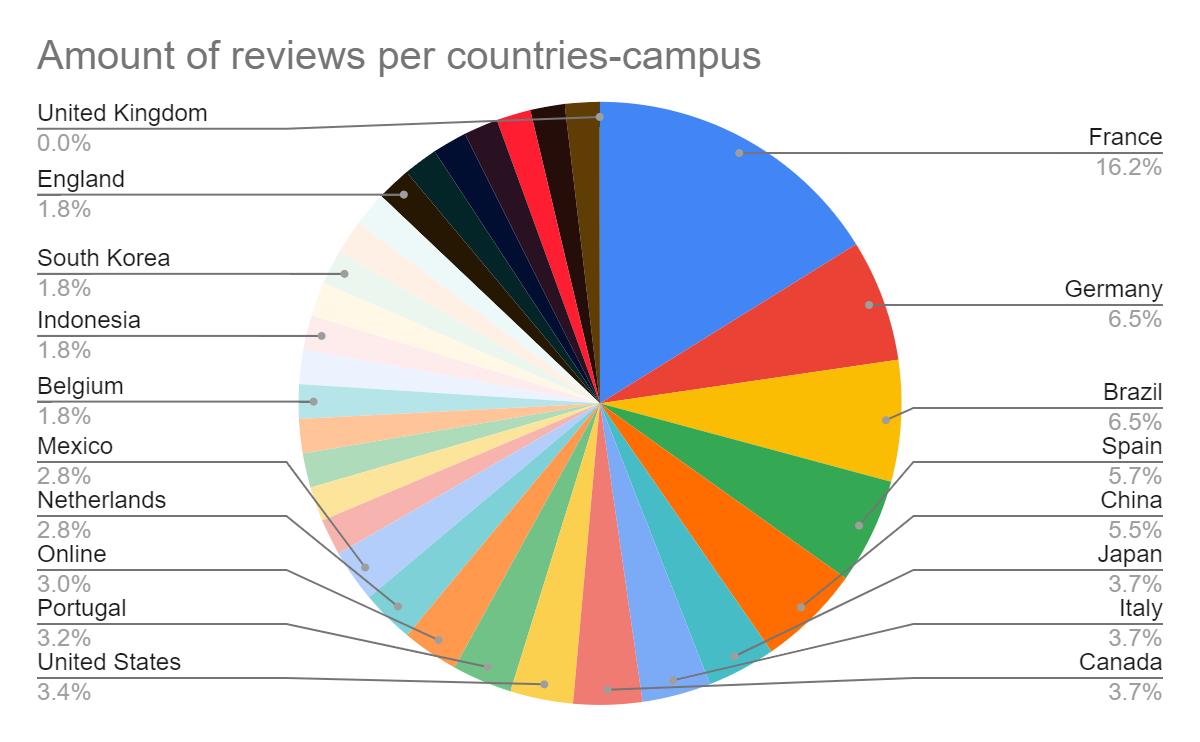 Amount of reviews per countries-campus
United Kingdom
0.0%
England
1.8%
South Korea
1.8%
Indonesia
1.8%
Belgium
1.8%
Mexico
2.8%
Netherlands
2.8%
Online
3.0%
Portugal
3.2%
United States
3.4%
France
16.2%
Germany
6.5%
Brazil
6.5%
Spain
5.7%
China
5.5%
Japan
3.7%
Italy
3.7%
Canada
3.7%